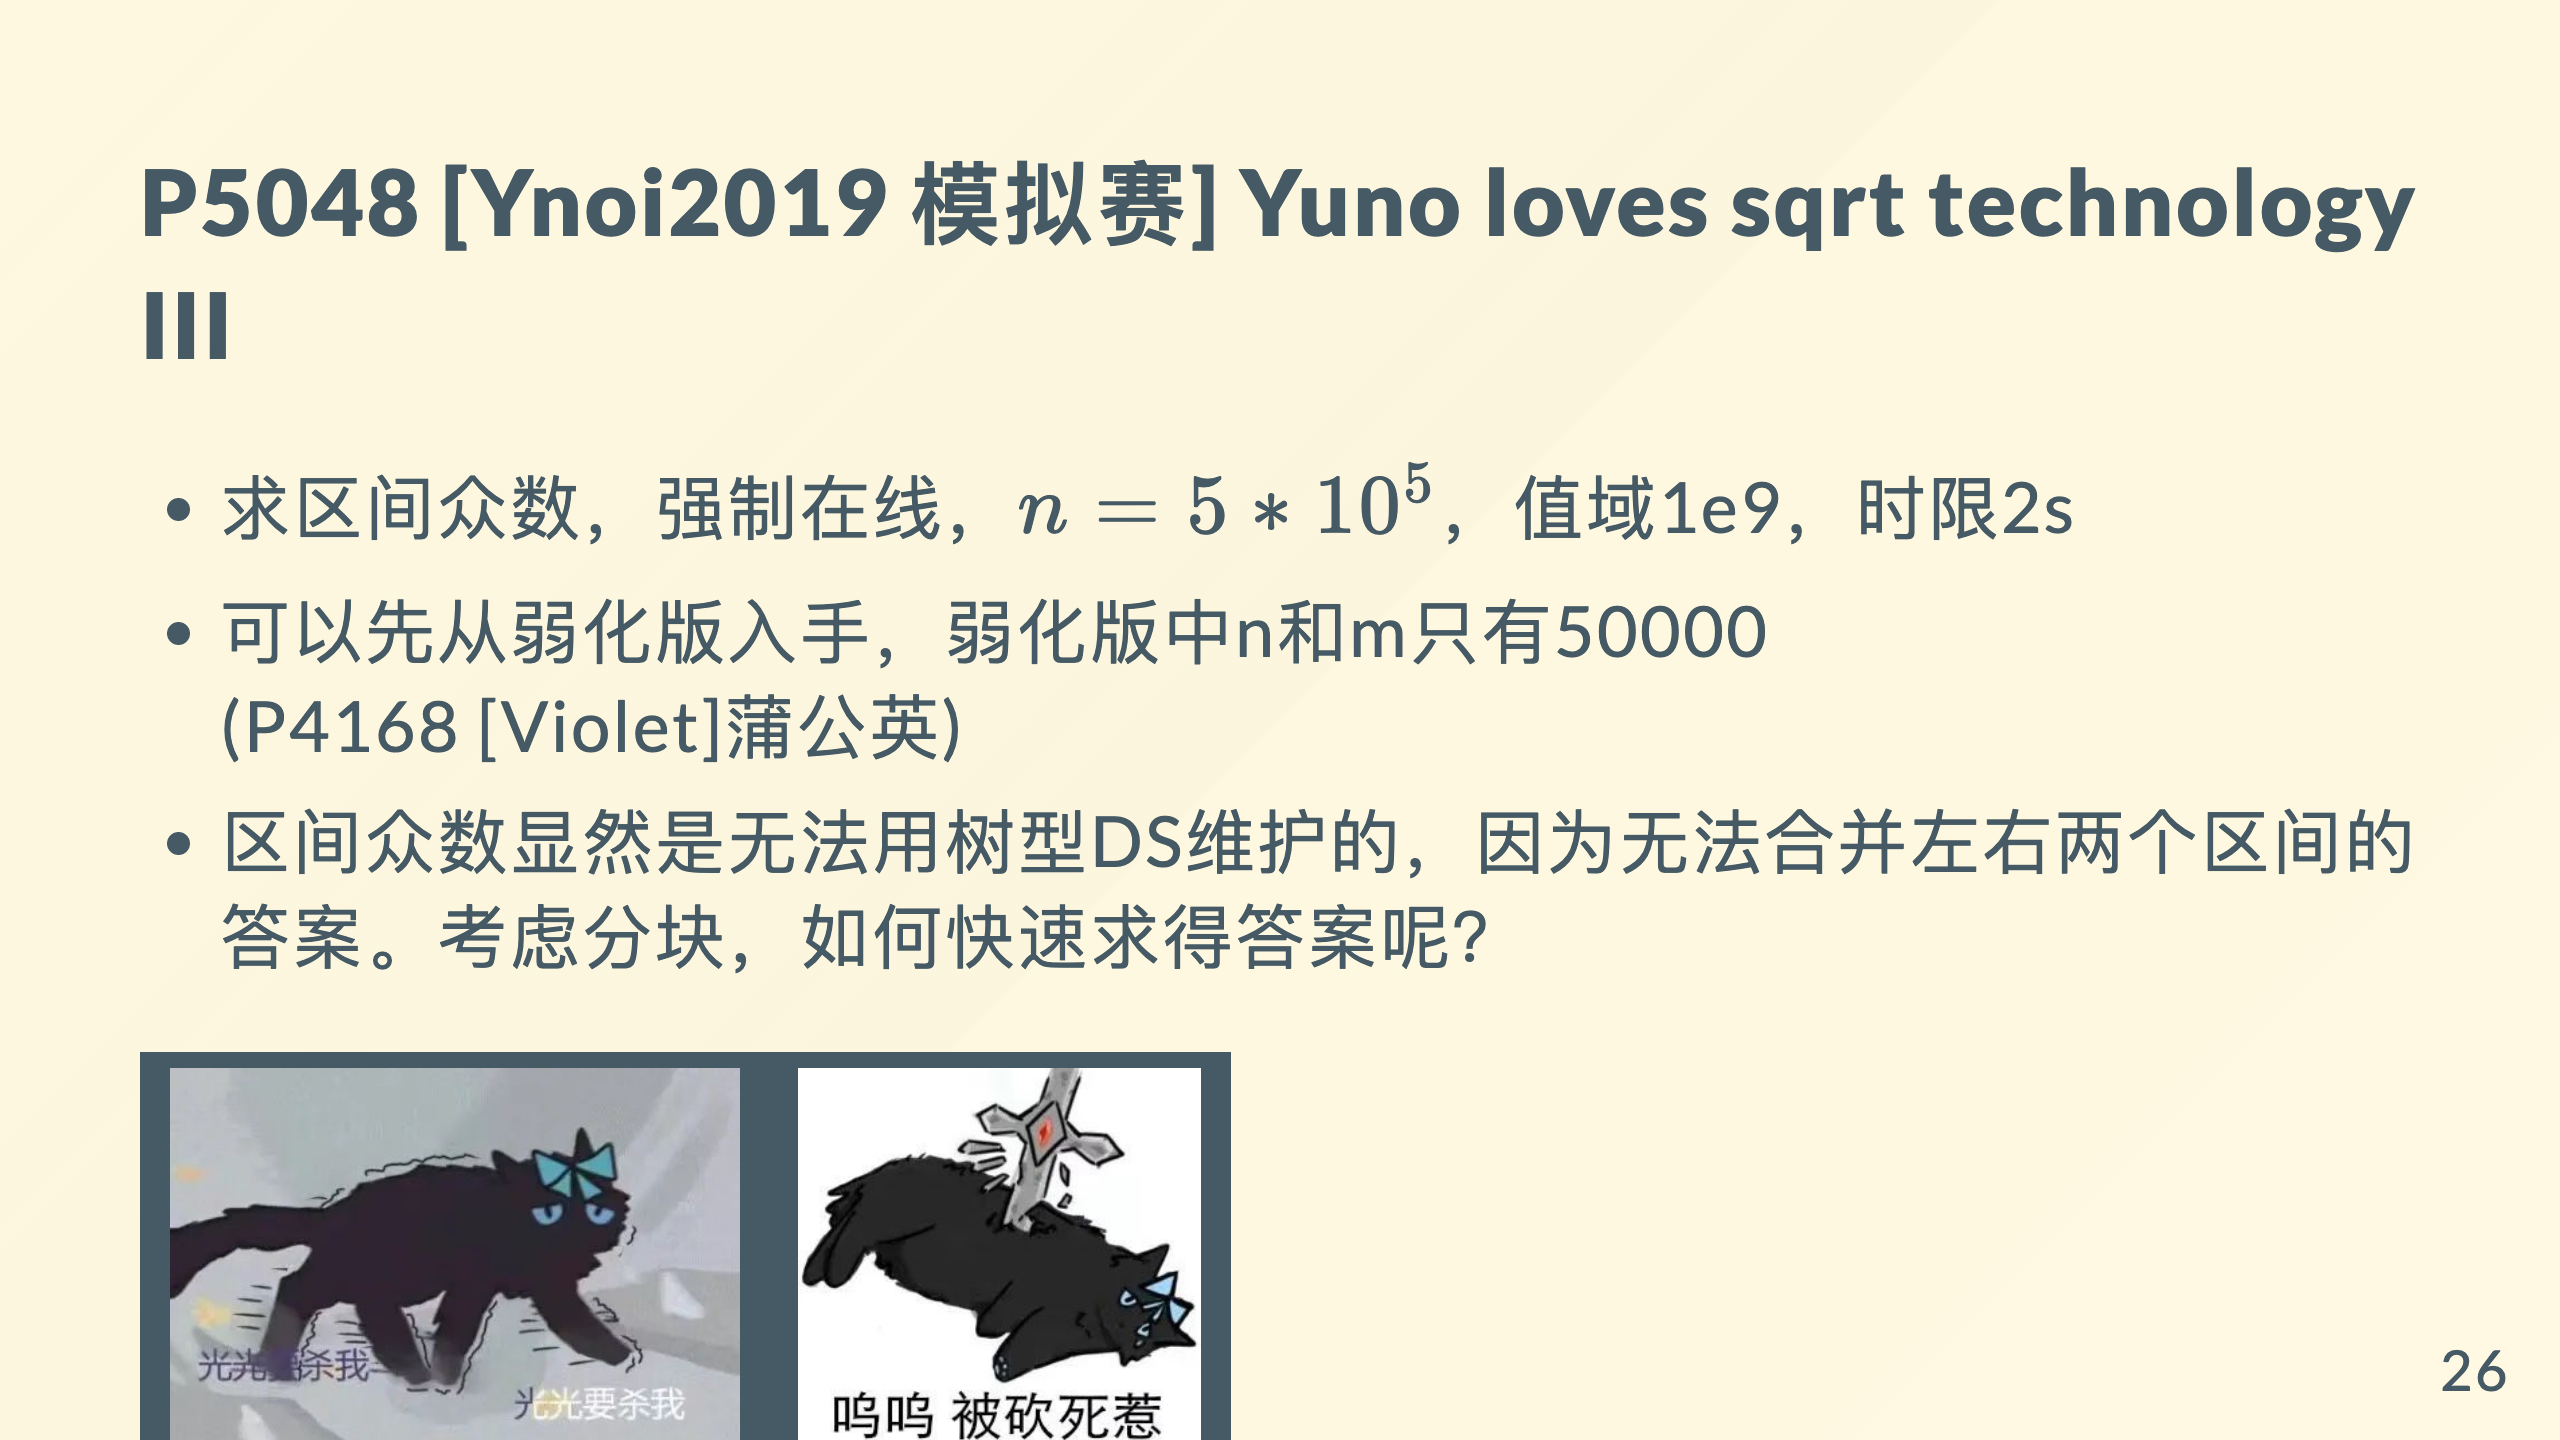 P5048 [Ynoi2019 模拟赛] Yuno loves sqrt technology
III
求区间众数，强制在线，n = 5 * 10^5，值域1e9，时限2s
可以先从弱化版入手，弱化版中n和m只有50000
(P4168 [Violet]蒲公英)
区间众数显然是无法用树型DS维护的，因为无法合并左右两个区间的
答案。考虑分块，如何快速求得答案呢？
光光要杀我
光光要杀我
呜呜 被砍死惹
26